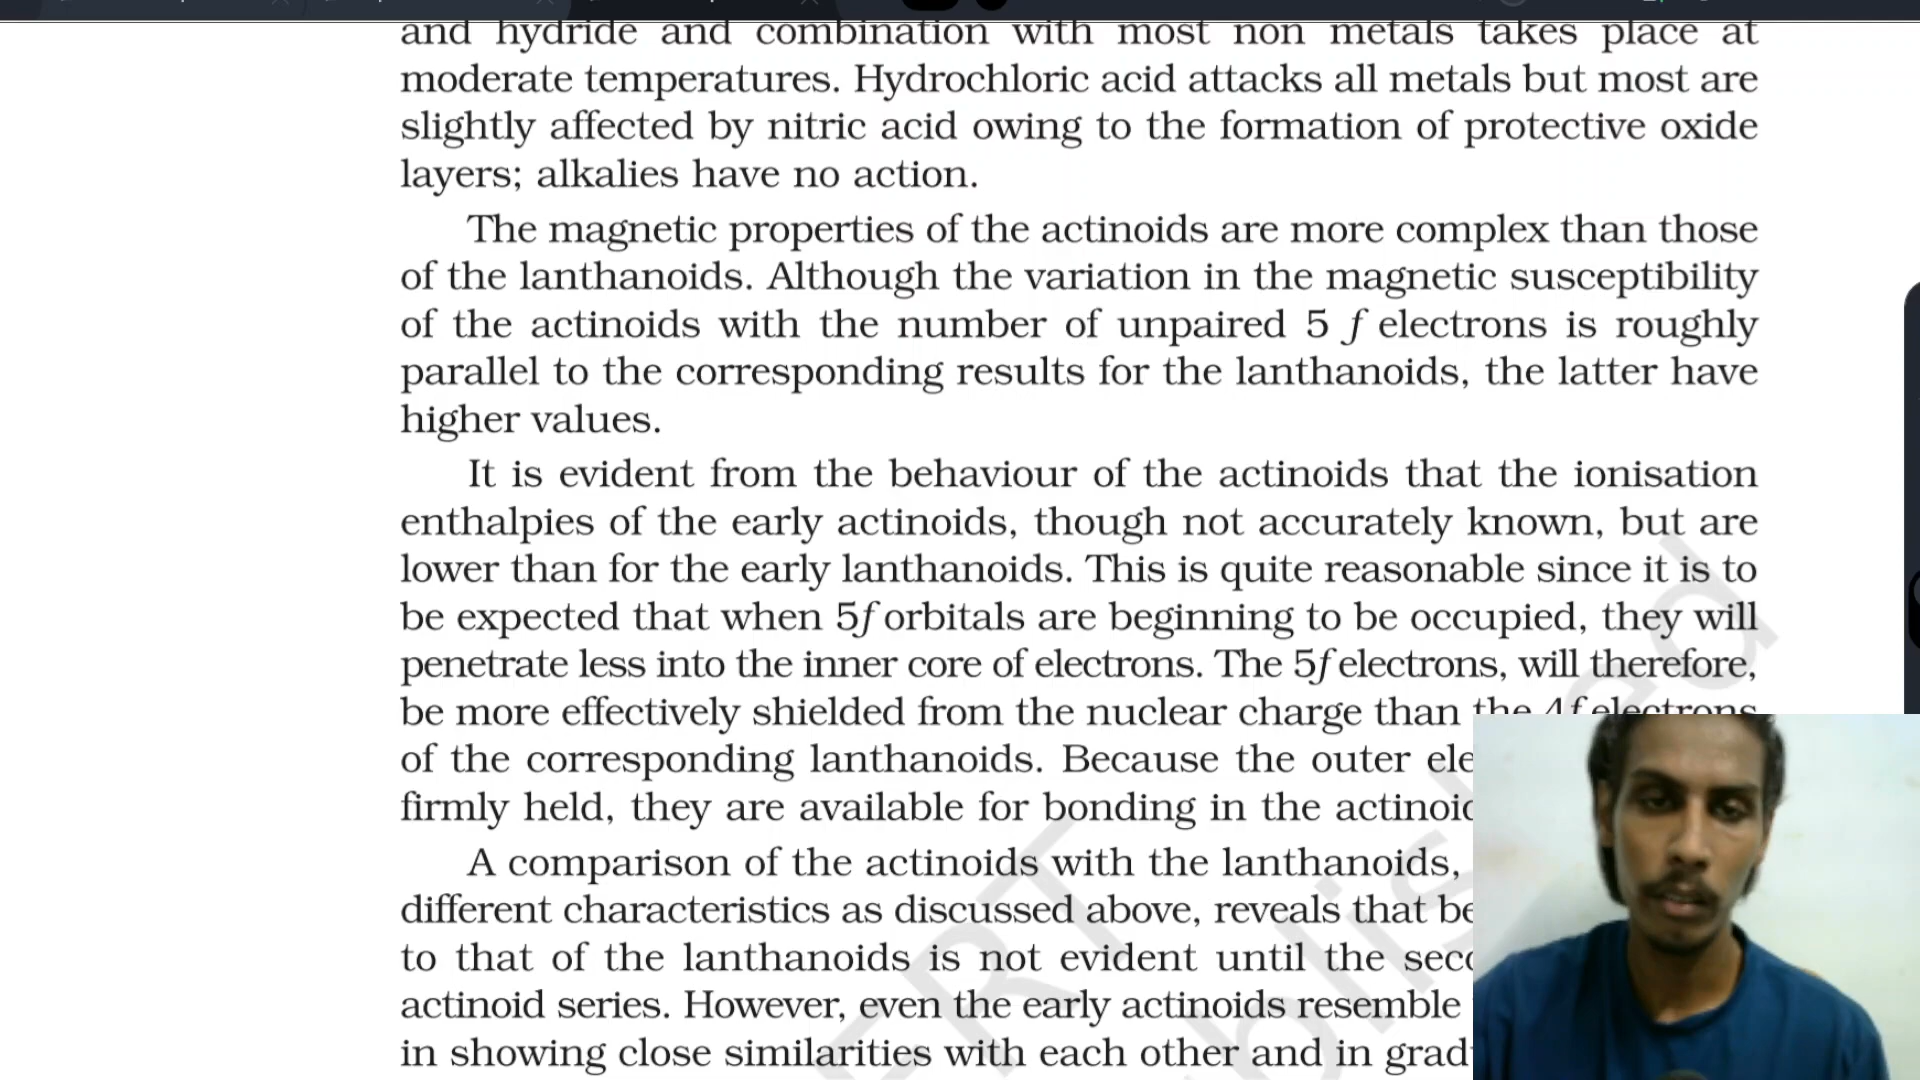 and hydride and combination with most non metals takes place at
moderate temperatures. Hydrochloric acid attacks all metals but most are
slightly affected by nitric acid owing to the formation of protective oxide
layers; alkalies have no action.
The magnetic properties of the actinoids are more complex than those
of the lanthanoids. Although the variation in the magnetic susceptibility
of the actinoids with the number of unpaired 5 f electrons is roughly
parallel to the corresponding results for the lanthanoids, the latter have
higher values.
It is evident from the behaviour of the actinoids that the ionisation
enthalpies of the early actinoids, though not accurately known, but are
lower than for the early lanthanoids. This is quite reasonable since it is to
be expected that when 5f orbitals are beginning to be occupied, they will
penetrate less into the inner core of electrons. The 5f electrons, will therefore,
be more effectively shielded from the nuclear charge than the 4f electrons
of the corresponding lanthanoids. Because the outer ele
firmly held, they are available for bonding in the actinoi
A comparison of the actinoids with the lanthanoids,
different characteristics as discussed above, reveals that be
to that of the lanthanoids is not evident until the sec
actinoid series. However, even the early actinoids resemble
in showing close similarities with each other and in grad